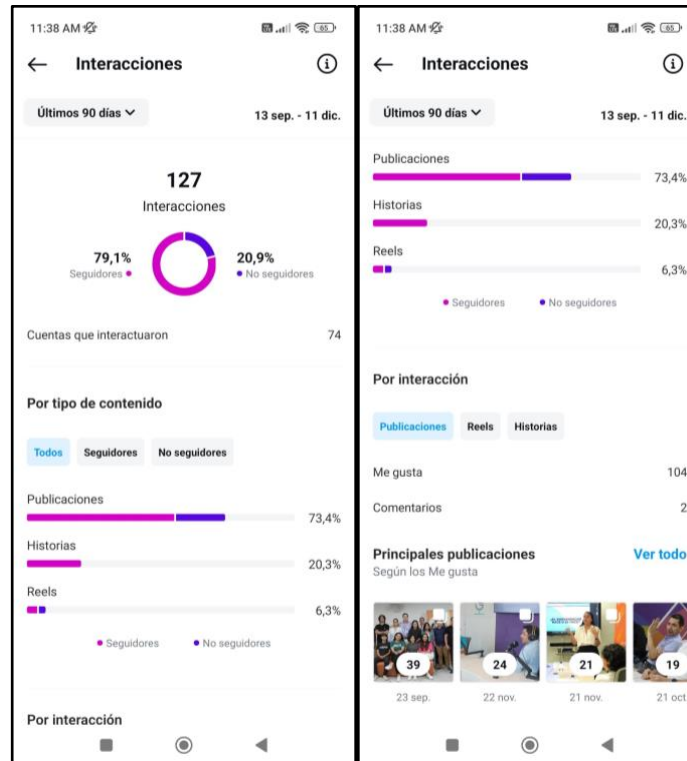 11:38 AM
65
Interacciones
Últimos 90 días
13 sep. - 11 dic.
127
Interacciones
79,1%
Seguidores
20,9%
No seguidores
Cuentas que interactuaron 74
Por tipo de contenido
Todos Seguidores No seguidores
Publicaciones
73,4%
Historias
20,3%
Reels
6,3%
Seguidores No seguidores
Por interacción
11:38 AM
65
Interacciones
Últimos 90 días
13 sep. - 11 dic.
Publicaciones
73,4%
Historias
20,3%
Reels
6,3%
Seguidores No seguidores
Por interacción
Publicaciones Reels Historias
Me gusta 104
Comentarios 2
Principales publicaciones Ver todo
Según los Me gusta
39 24 21 19
23 sep. 22 nov. 21 nov. 21 oct